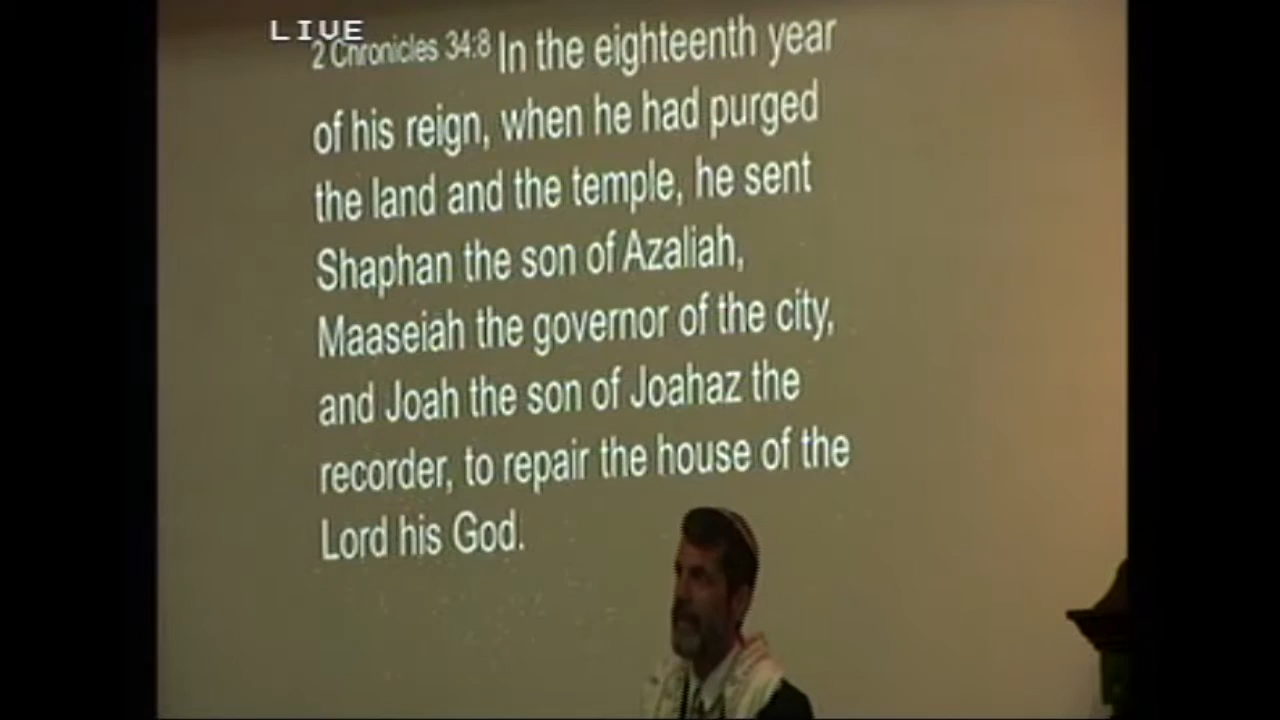 LIVE
2 Chronicles 34:8 In the eighteenth year
of his reign, when he had purged
the land and the temple, he sent
Shaphan the son of Azaliah,
Maaseiah the governor of the city,
and Joah the son of Joahaz the
recorder, to repair the house of the
Lord his God.